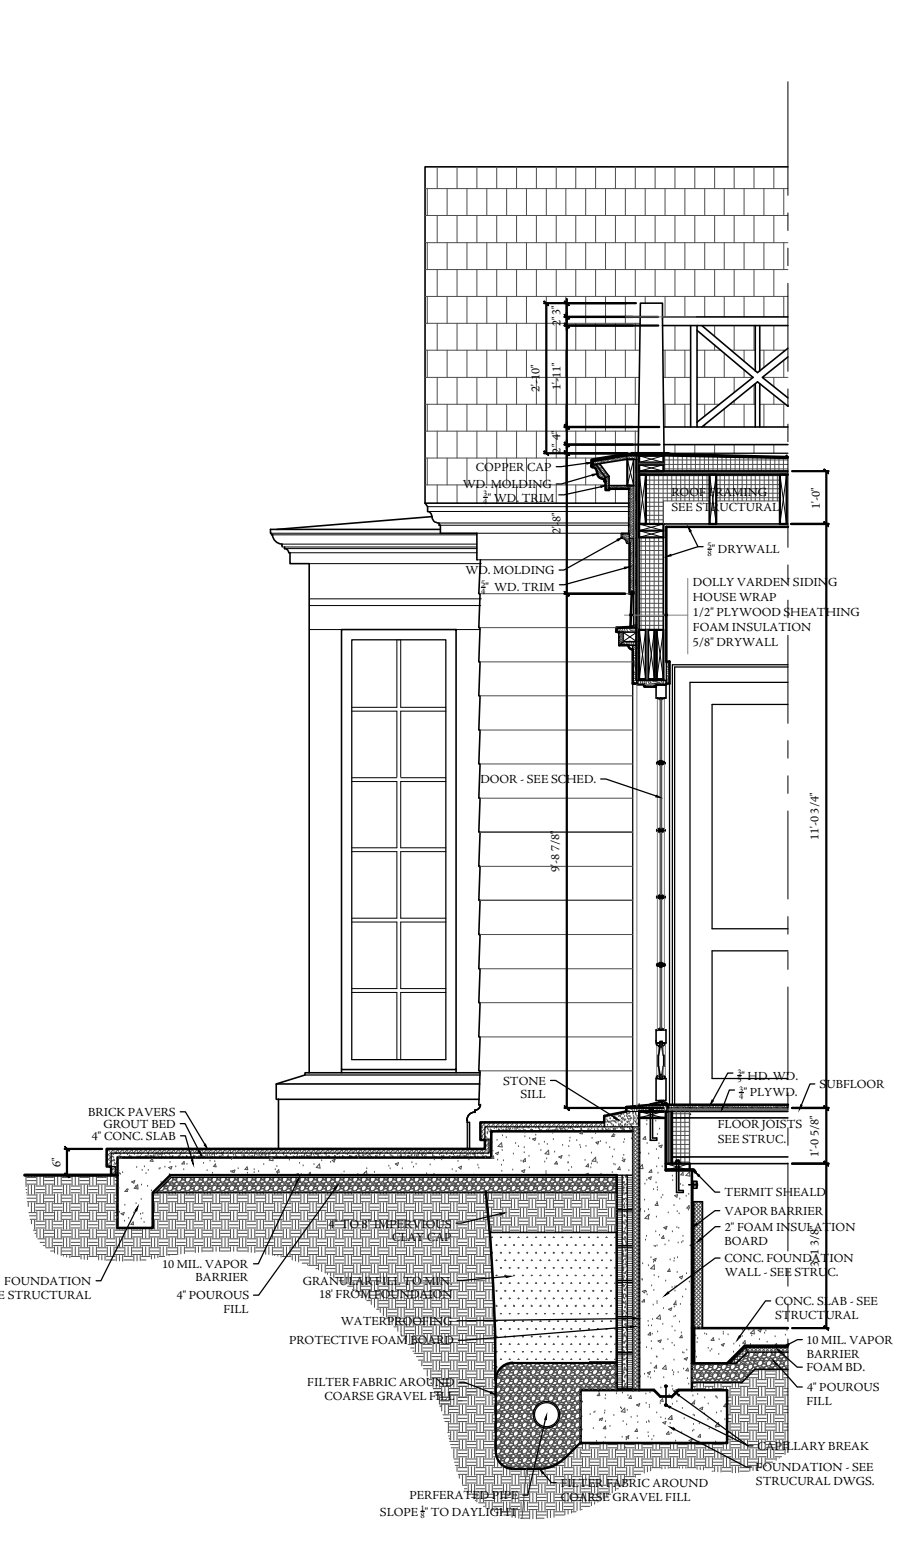 2" 3"
2'-10"
1'-11"
2" 4"
COPPER CAP
WD. MOLDING
3/4" WD. TRIM
ROOF FRAMING
SEE STRUCTURAL
1'-0"
2'-8"
5/8" DRYWALL
WD. MOLDING
5/4" WD. TRIM
DOLLY VARDEN SIDING
HOUSE WRAP
1/2" PLYWOOD SHEATHING
FOAM INSULATION
5/8" DRYWALL
DOOR - SEE SCHED.
11'-0 3/4"
9'-8 7/8"
STONE
SILL
3/4" HD. WD.
3/4" PLYWD.
SUBFLOOR
BRICK PAVERS
GROUT BED
4" CONC. SLAB
FLOOR JOISTS
SEE STRUC.
1'-0 5/8"
6"
TERMIT SHEALD
VAPOR BARRIER
2" FOAM INSULATION
BOARD
4" TO 8" IMPERVIOUS
CLAY CAP
CONC. FOUNDATION
WALL - SEE STRUC.
10 MIL. VAPOR
BARRIER
FOUNDATION
E STRUCTURAL
GRANULAR FILL TO MIN.
18' FROM FOUNDAION
4" POUROUS
FILL
CONC. SLAB - SEE
STRUCTURAL
WATERPROOFING
PROTECTIVE FOAM BOARD
10 MIL. VAPOR
BARRIER
FOAM BD.
FILTER FABRIC AROUND
COARSE GRAVEL FILL
4" POUROUS
FILL
CAPILLARY BREAK
FOUNDATION - SEE
STRUCURAL DWGS.
FILTER FABRIC AROUND
COARSE GRAVEL FILL
PERFERATED PIPE
SLOPE 1/8" TO DAYLIGHT